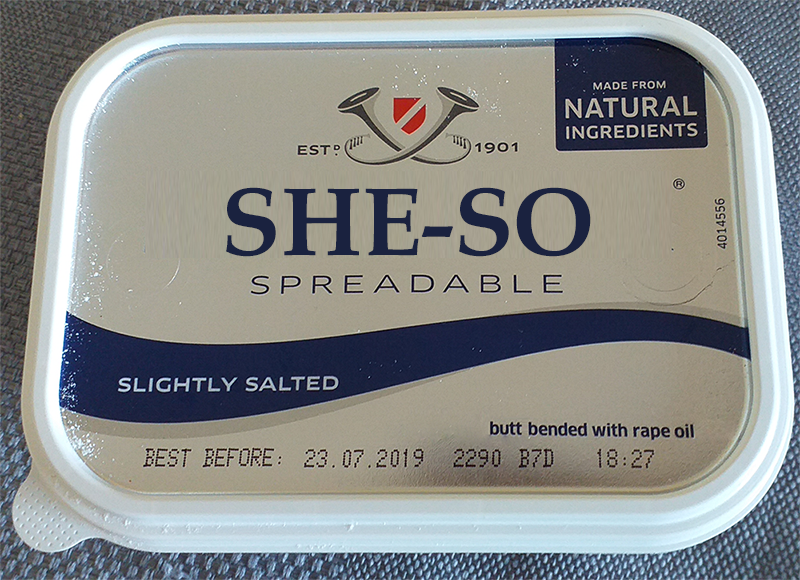 MADE FROM
NATURAL
INGREDIENTS
ESTD 1901
SHE-SO
®
SPREADABLE
4014556
SLIGHTLY SALTED
butt bended with rape oil
BEST BEFORE: 23.07.2019 2290 B7D 18:27